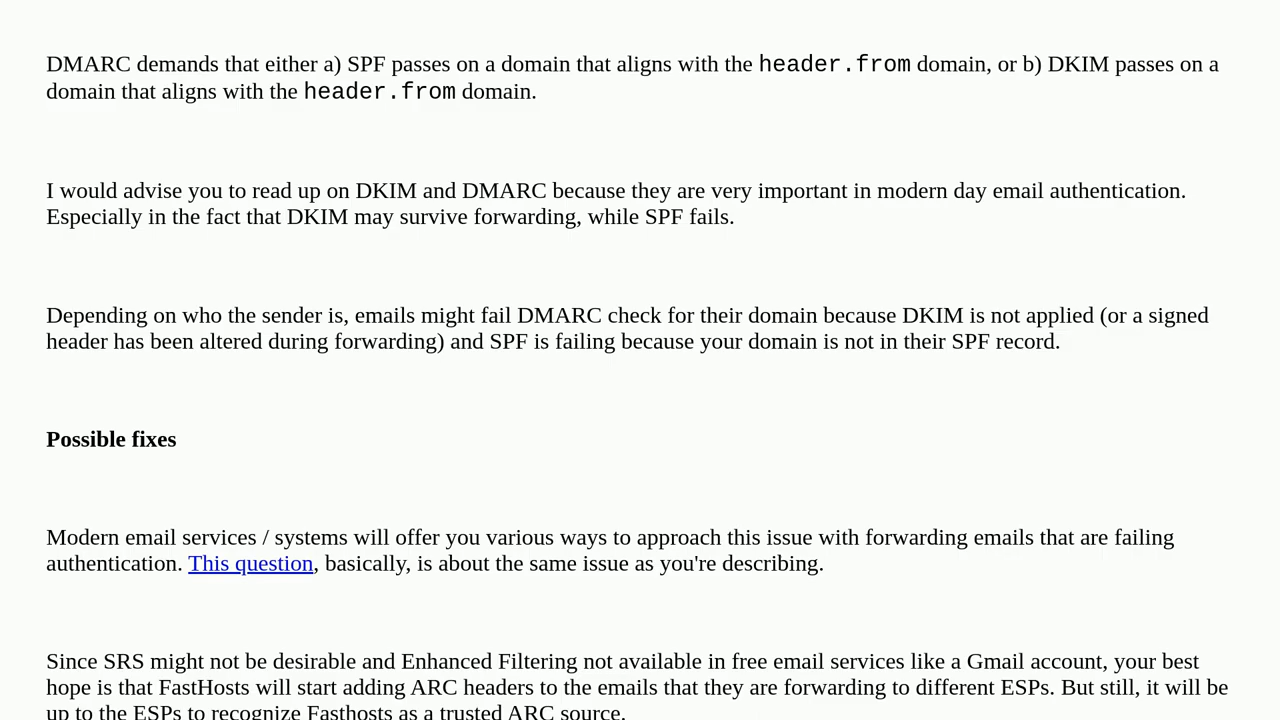 DMARC demands that either a) SPF passes on a domain that aligns with the header.from domain, or b) DKIM passes on a
domain that aligns with the header.from domain.
I would advise you to read up on DKIM and DMARC because they are very important in modern day email authentication.
Especially in the fact that DKIM may survive forwarding, while SPF fails.
Depending on who the sender is, emails might fail DMARC check for their domain because DKIM is not applied (or a signed
header has been altered during forwarding) and SPF is failing because your domain is not in their SPF record.
Possible fixes
Modern email services / systems will offer you various ways to approach this issue with forwarding emails that are failing
authentication. This question, basically, is about the same issue as you're describing.
Since SRS might not be desirable and Enhanced Filtering not available in free email services like a Gmail account, your best
hope is that FastHosts will start adding ARC headers to the emails that they are forwarding to different ESPs. But still, it will be
up to the ESPs to recognize Fasthosts as a trusted ARC source.